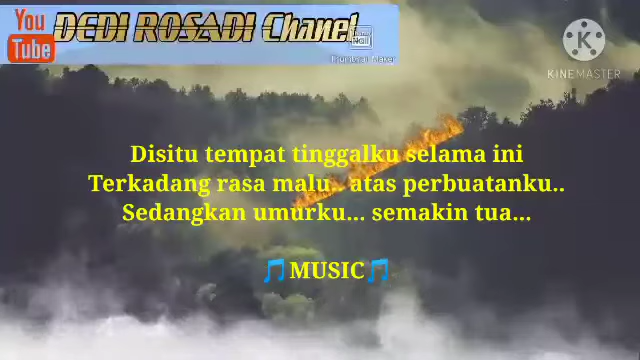 You
Tube
DEDI ROSADI Chanel
KINEMASTER
Disitu tempat tinggalku selama ini
Terkadang rasa malu.. atas perbuatanku..
Sedangkan umurku... semakin tua...
🎵MUSIC🎵